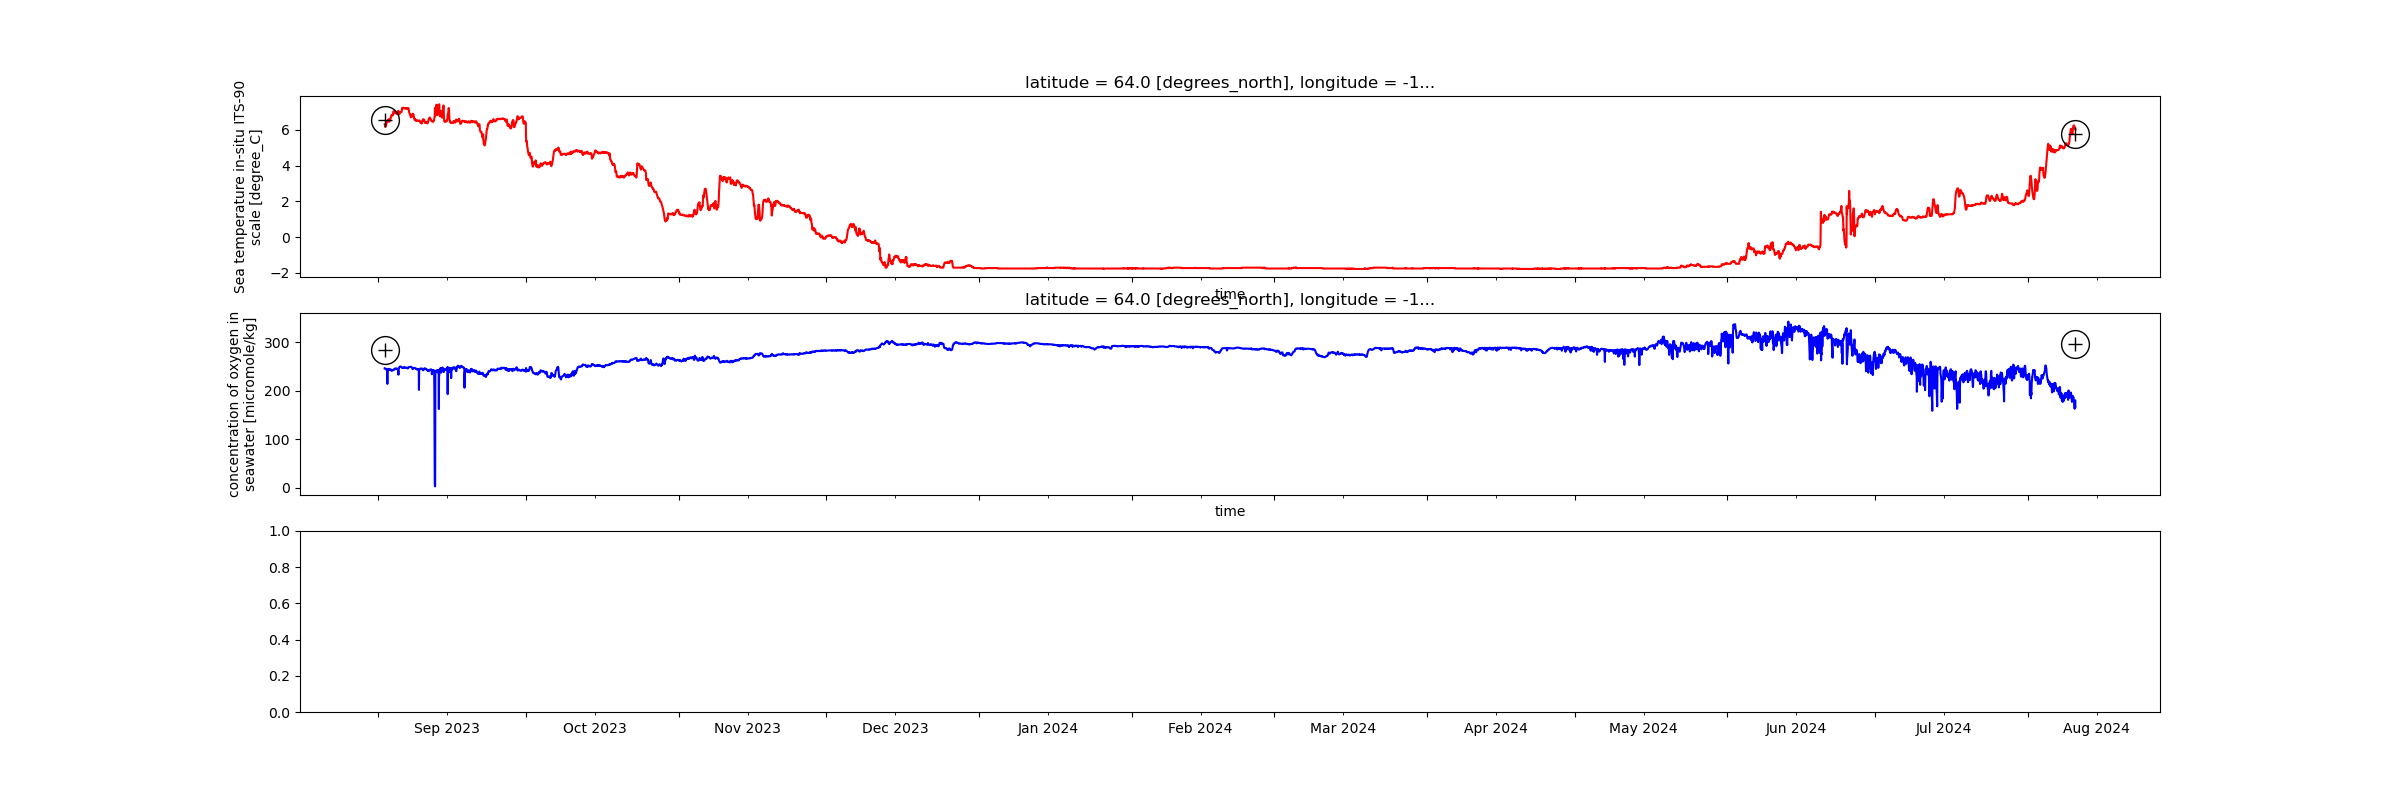 latitude = 64.0 [degrees_north], longitude = -1...
Sea temperature in-situ ITS-90
scale [degree_C]
6
4
2
0
−2
time
latitude = 64.0 [degrees_north], longitude = -1...
concentration of oxygen in
seawater [micromole/kg]
300
200
100
0
time
1.0
0.8
0.6
0.4
0.2
0.0
Sep 2023 Oct 2023 Nov 2023 Dec 2023 Jan 2024 Feb 2024 Mar 2024 Apr 2024 May 2024 Jun 2024 Jul 2024 Aug 2024